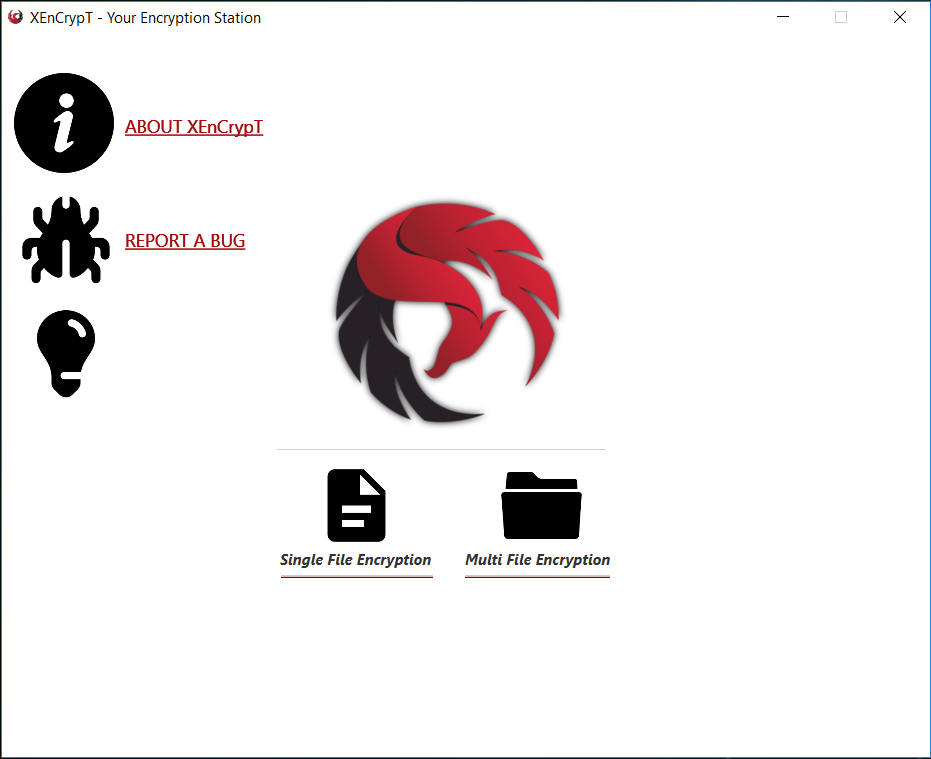 XEnCrypT - Your Encryption Station
ABOUT XEnCrypT
REPORT A BUG
Single File Encryption
Multi File Encryption